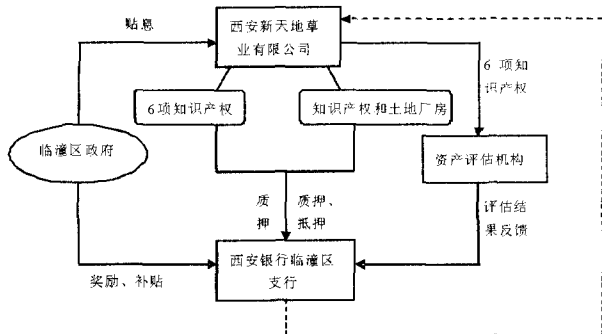 贴息
西安新天地草
业有限公司
6 项知
识产权
6项知识产权
知识产权和土地厂房
临潼区政府
资产评估机构
质
押
质押、
抵押
评估结
果反馈
西安银行临潼区
支行
奖励、补贴